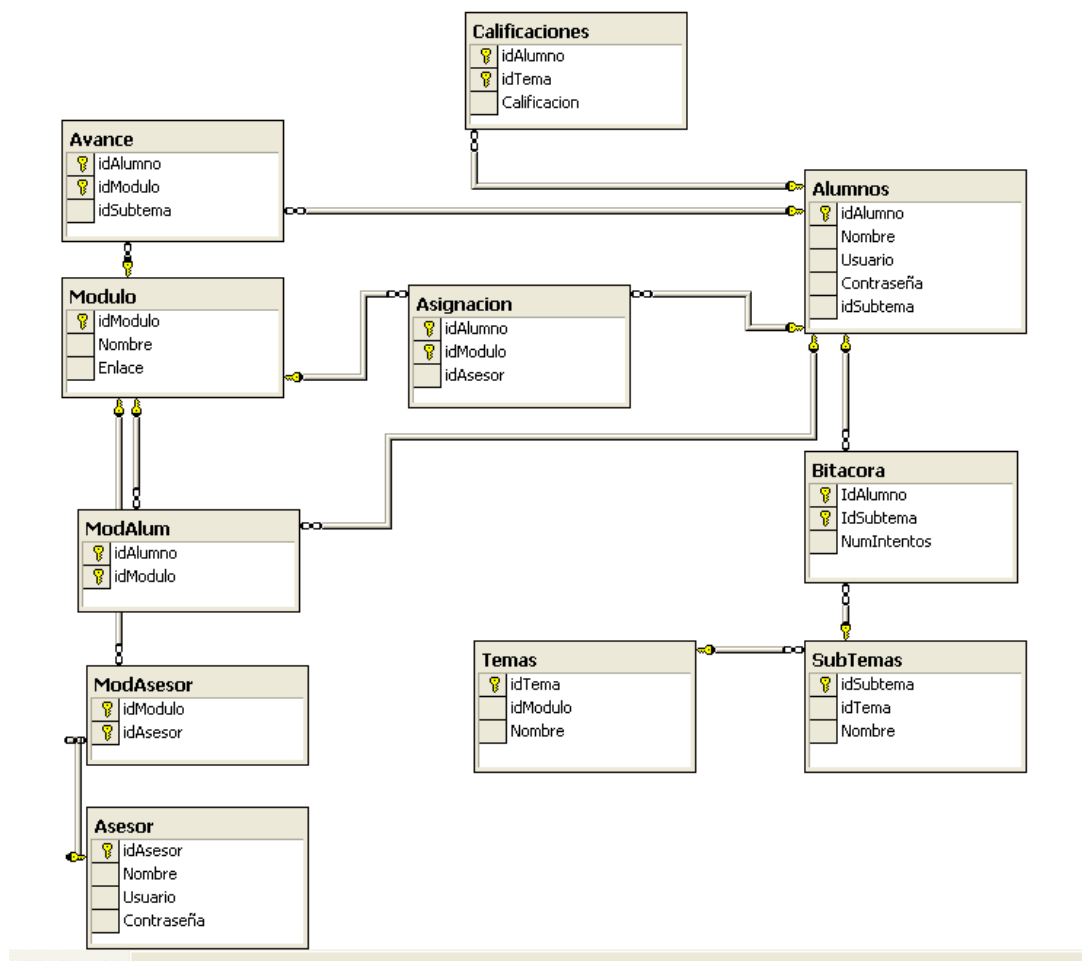 Calificaciones
idAlumno
idTema
Calificacion
Avance
idAlumno
idModulo
idSubtema
Alumnos
idAlumno
Nombre
Usuario
Contraseña
idSubtema
Modulo
idModulo
Nombre
Enlace
Asignacion
idAlumno
idModulo
idAsesor
Bitacora
IdAlumno
IdSubtema
NumIntentos
ModAlum
idAlumno
idModulo
Temas
idTema
idModulo
Nombre
SubTemas
idSubtema
idTema
Nombre
ModAsesor
idModulo
idAsesor
Asesor
idAsesor
Nombre
Usuario
Contraseña